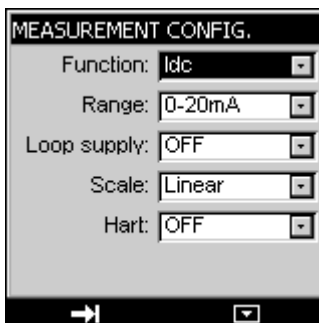 MEASUREMENT CONFIG.
Function: Idc
Range: 0-20mA
Loop supply: OFF
Scale: Linear
Hart: OFF